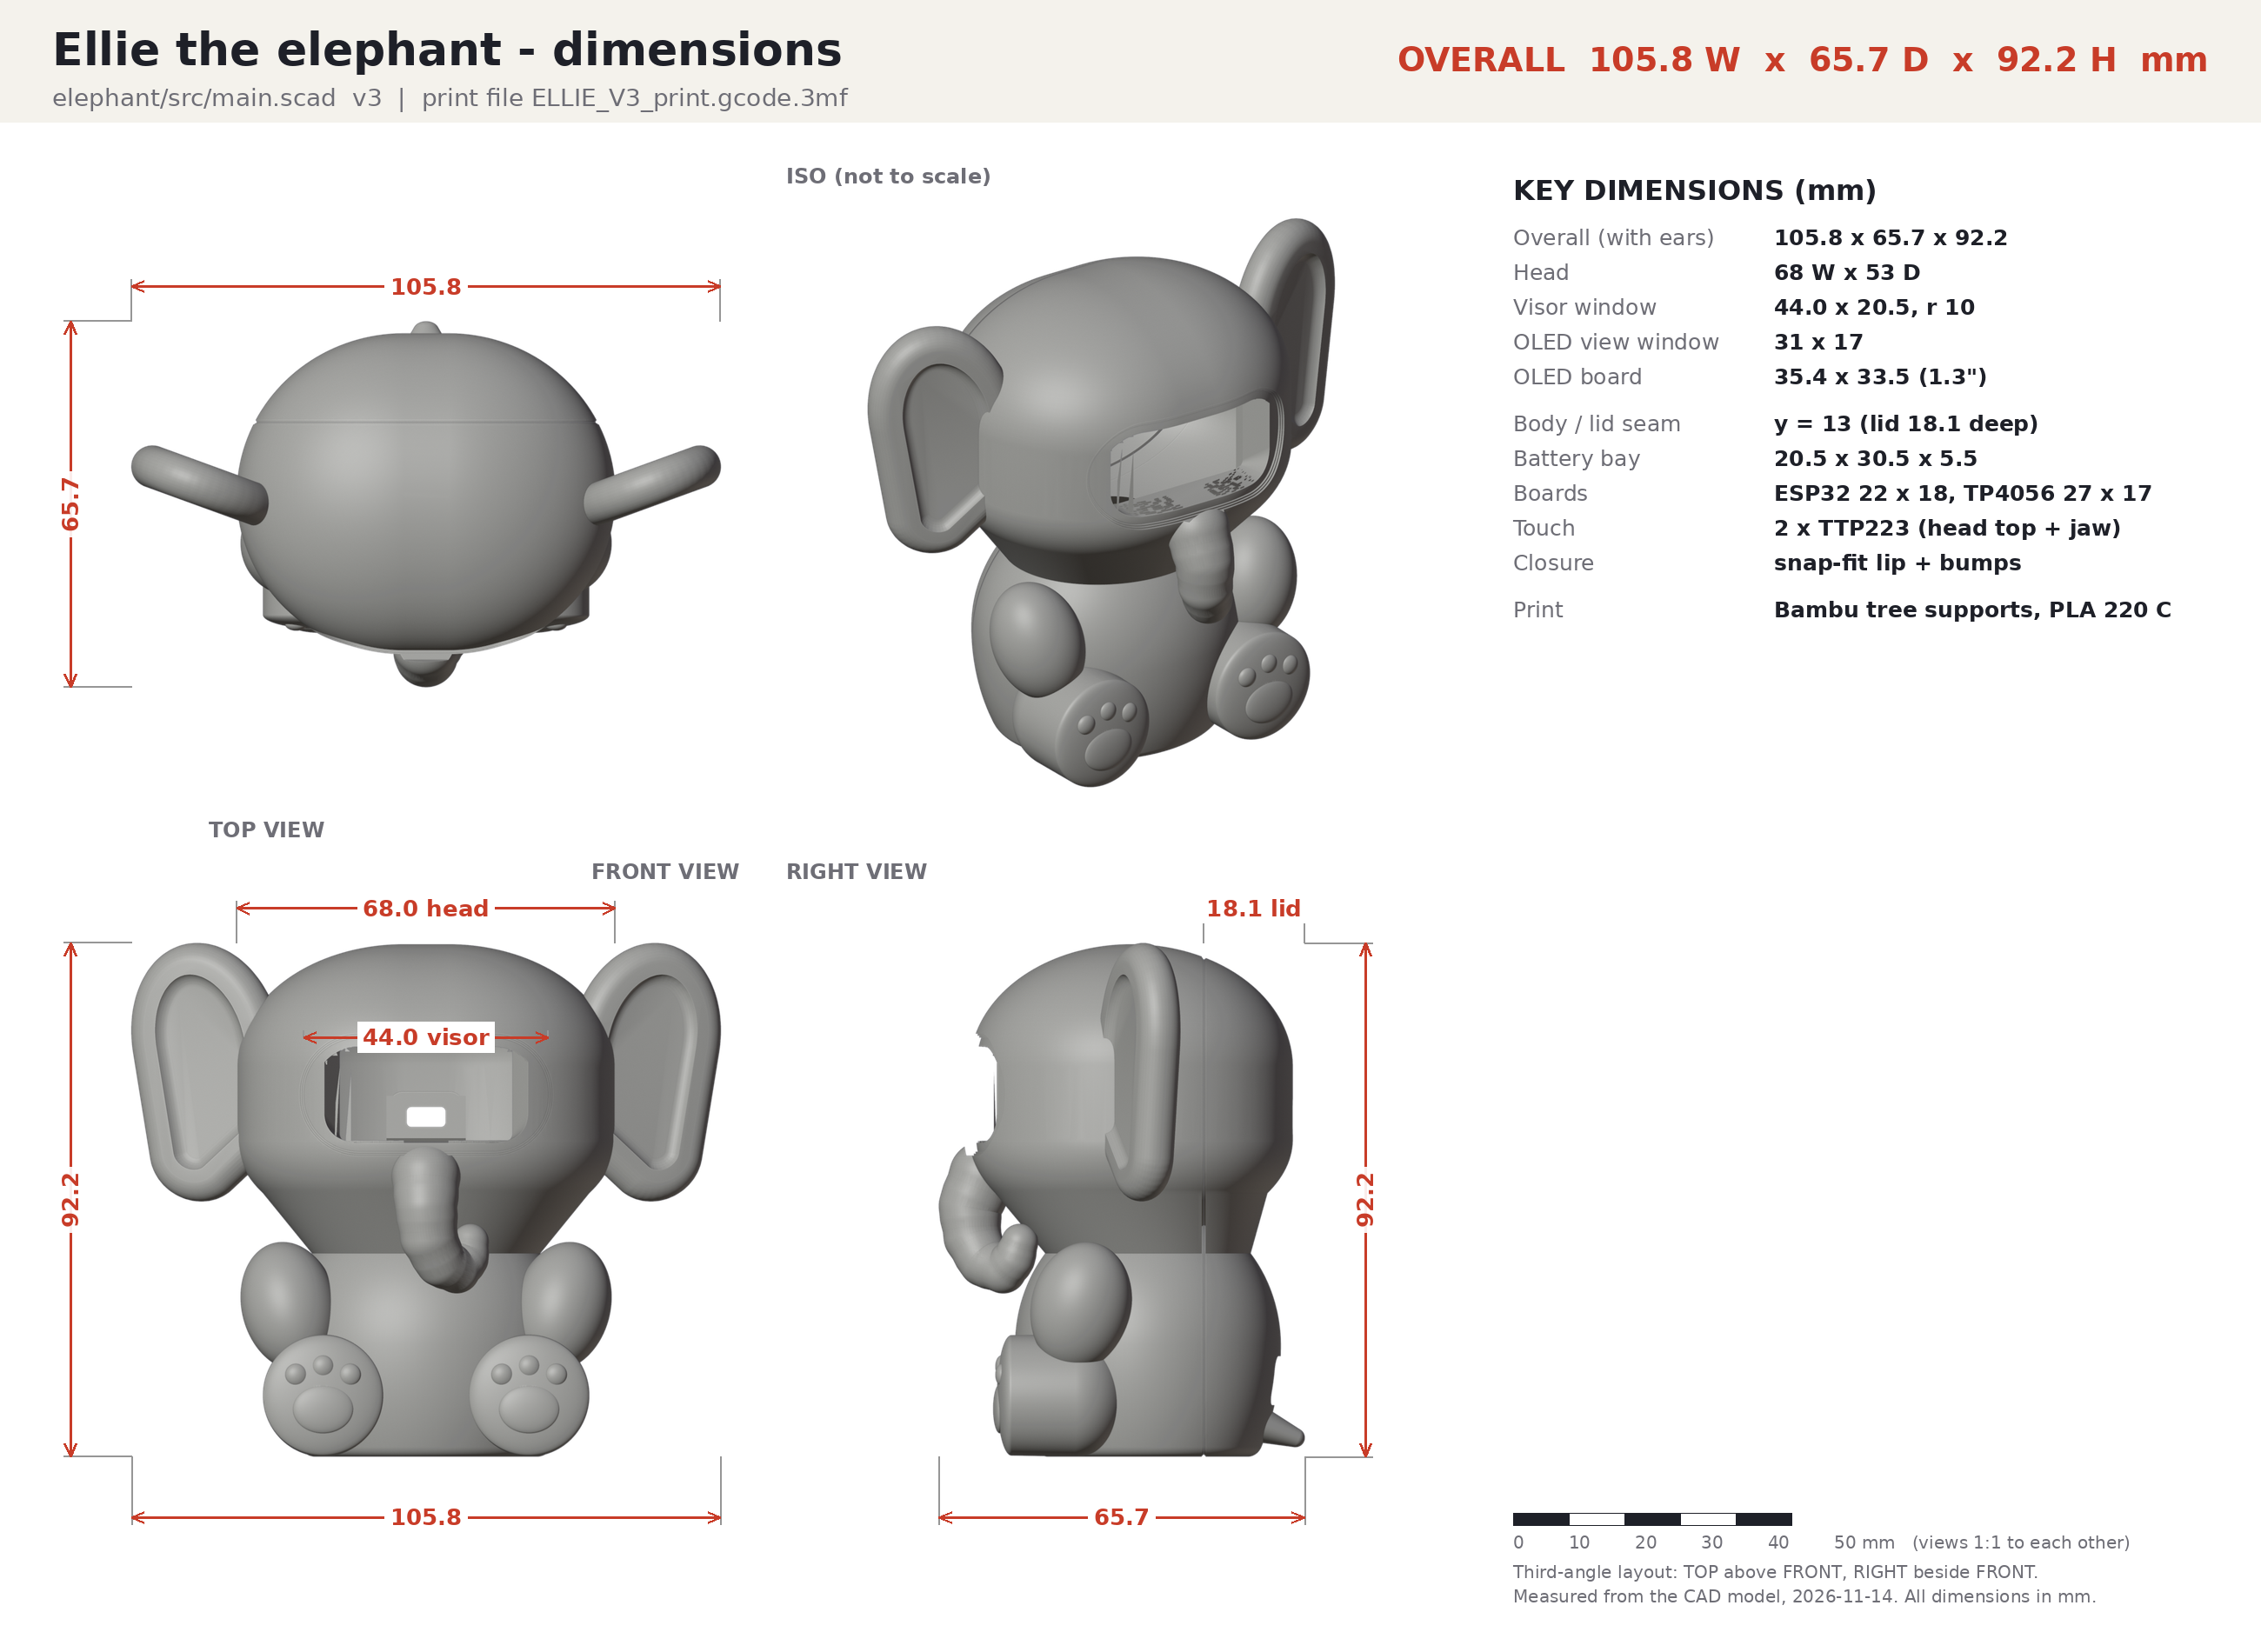 Ellie the elephant - dimensions
OVERALL 105.8 W x 65.7 D x 92.2 H mm
elephant/src/main.scad v3 | print file ELLIE_V3_print.gcode.3mf
ISO (not to scale)
105.8
65.7
TOP VIEW
KEY DIMENSIONS (mm)
Overall (with ears) 105.8 x 65.7 x 92.2
Head 68 W x 53 D
Visor window 44.0 x 20.5, r 10
OLED view window 31 x 17
OLED board 35.4 x 33.5 (1.3")
Body / lid seam y = 13 (lid 18.1 deep)
Battery bay 20.5 x 30.5 x 5.5
Boards ESP32 22 x 18, TP4056 27 x 17
Touch 2 x TTP223 (head top + jaw)
Closure snap-fit lip + bumps
Print Bambu tree supports, PLA 220 C
FRONT VIEW
RIGHT VIEW
68.0 head
18.1 lid
44.0 visor
92.2
92.2
105.8
65.7
0 10 20 30 40 50 mm (views 1:1 to each other)
Third-angle layout: TOP above FRONT, RIGHT beside FRONT.
Measured from the CAD model, 2026-11-14. All dimensions in mm.